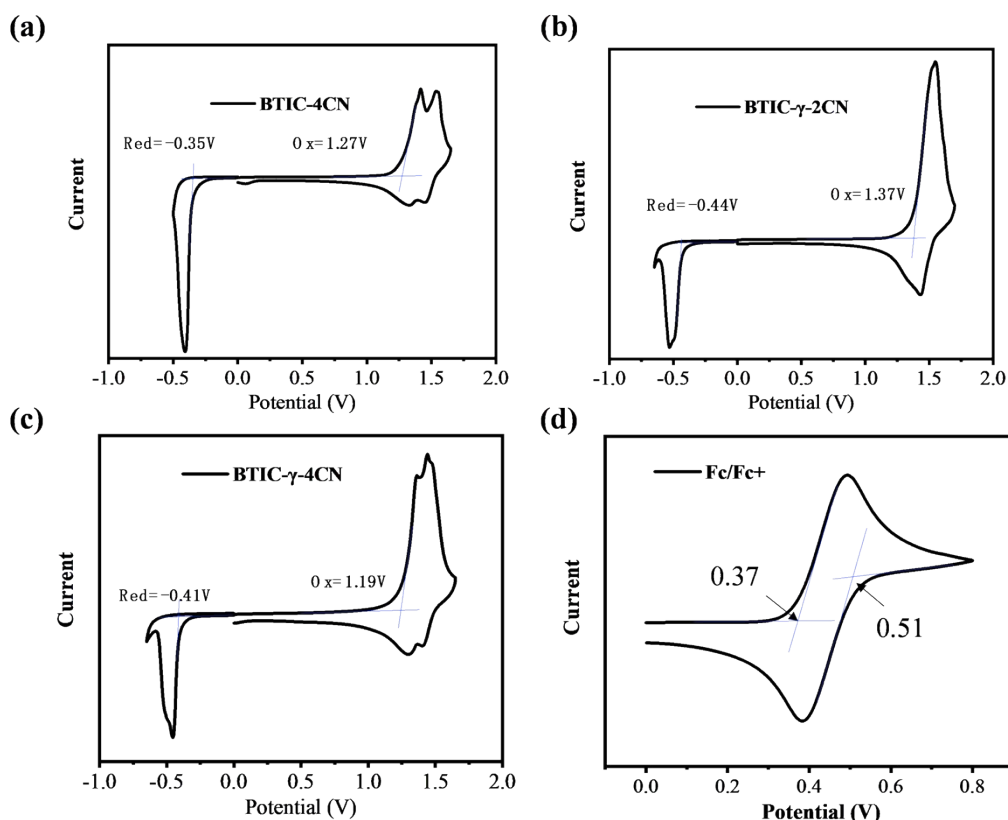 (a)
BTIC-4CN
Red=-0.35V
Ox=1.27V
Current
-1.0 -0.5 0.0 0.5 1.0 1.5 2.0
Potential (V)
(b)
BTIC-γ-2CN
Red=-0.44V
Ox=1.37V
Current
-1.0 -0.5 0.0 0.5 1.0 1.5 2.0
Potential (V)
(c)
BTIC-γ-4CN
Red=-0.41V
Ox=1.19V
Current
-1.0 -0.5 0.0 0.5 1.0 1.5 2.0
Potential (V)
(d)
Fc/Fc+
0.37
0.51
Current
0.0 0.2 0.4 0.6 0.8
Potential (V)